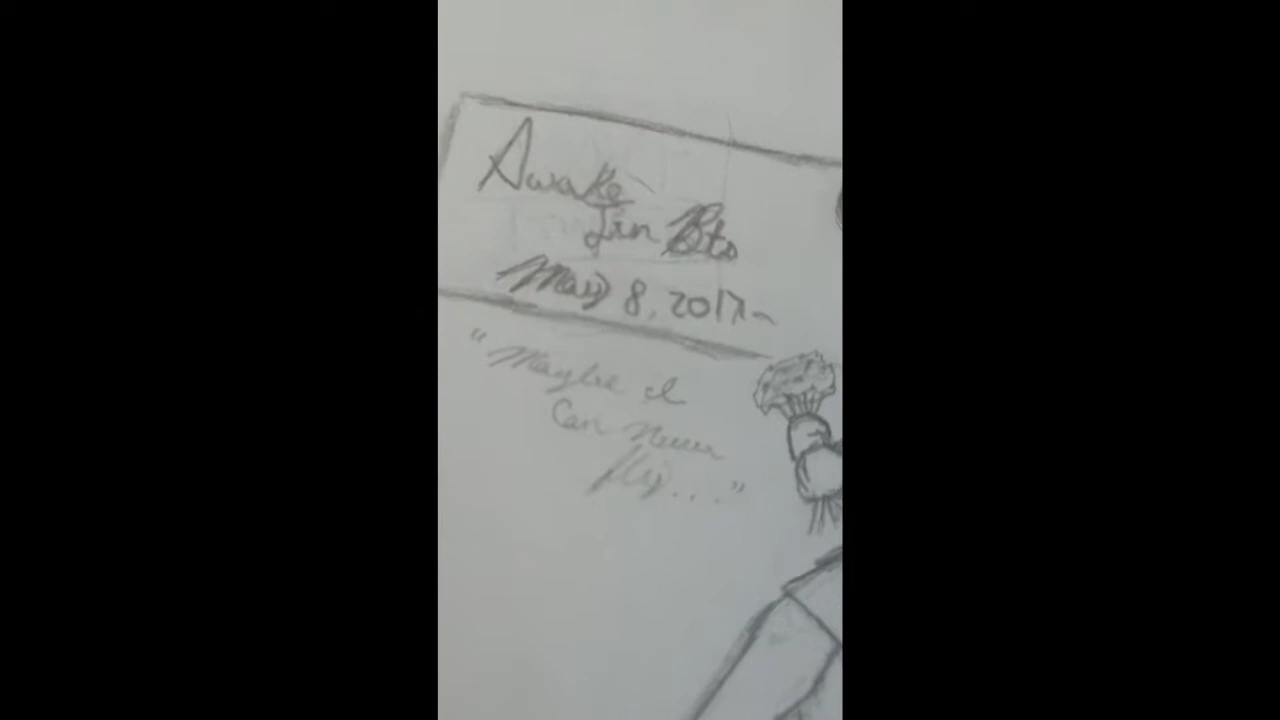 Awake
Jin Bts
May 8, 2017~
"Maybe I
Can never
fly..."